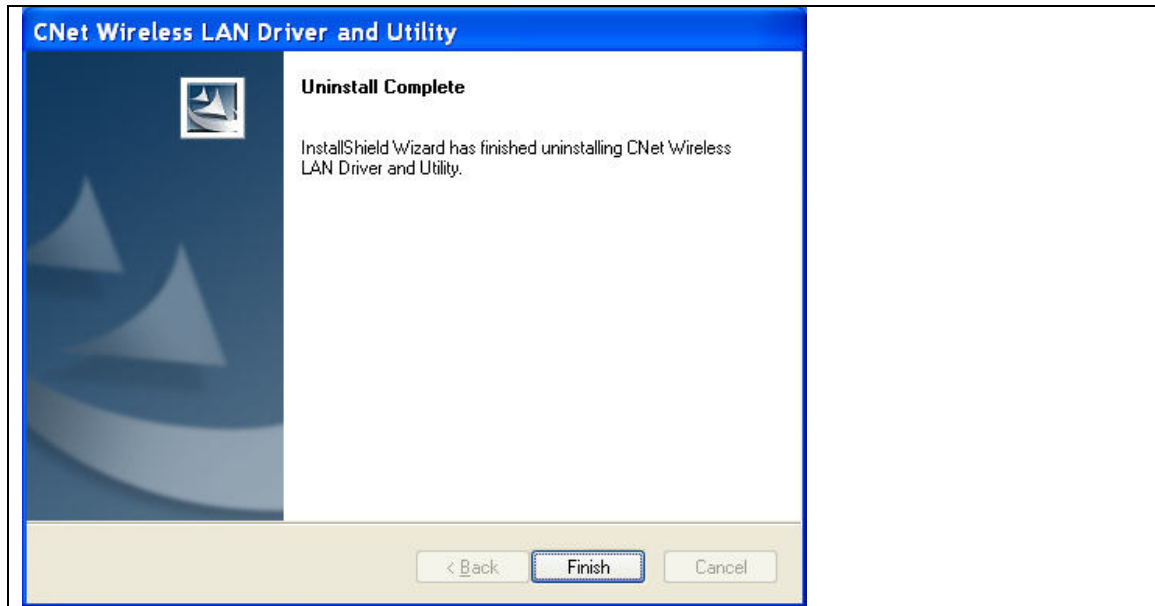 CNet Wireless LAN Driver and Utility
Uninstall Complete
InstallShield Wizard has finished uninstalling CNet Wireless
LAN Driver and Utility.
< Back
Finish
Cancel